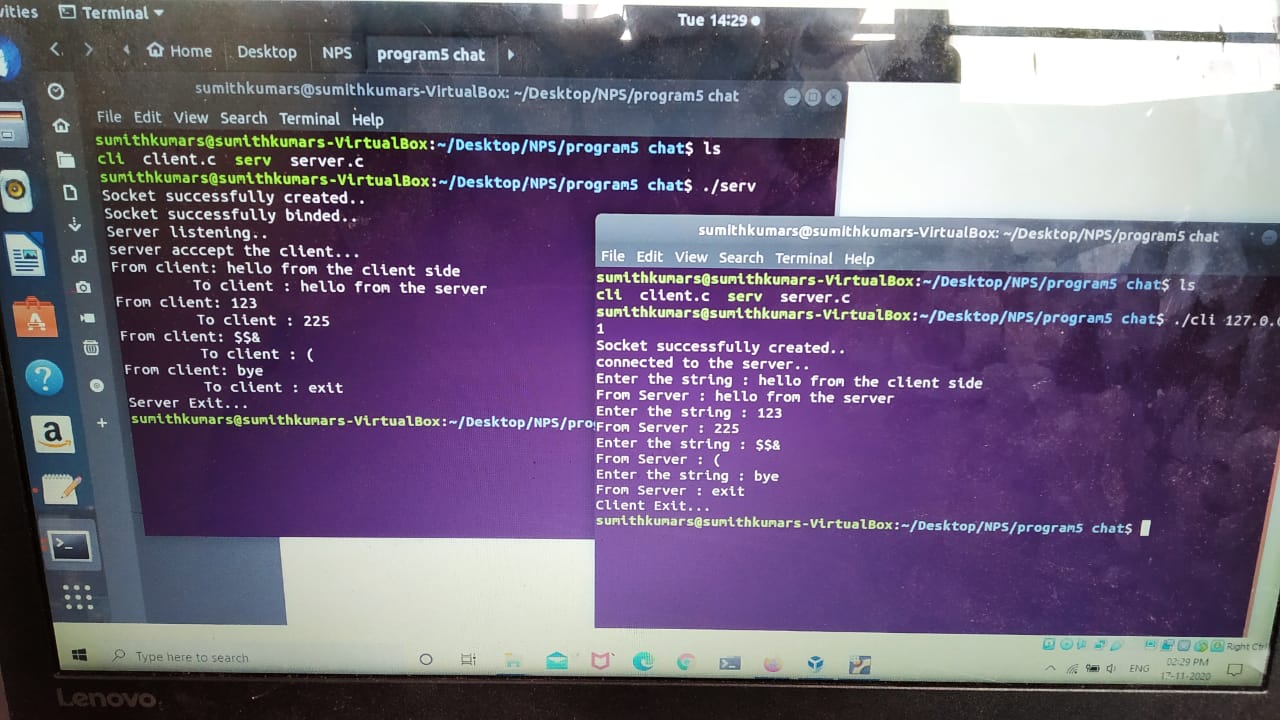 Terminal
Tue 14:29
Home Desktop NPS program5 chat
sumithkumars@sumithkumars-VirtualBox: ~/Desktop/NPS/program5 chat
File Edit View Search Terminal Help
sumithkumars@sumithkumars-VirtualBox:~/Desktop/NPS/program5 chat$ ls
cli client.c serv server.c
sumithkumars@sumithkumars-VirtualBox:~/Desktop/NPS/program5 chat$ ./serv
Socket successfully created..
Socket successfully binded..
Server listening..
server acccept the client...
From client: hello from the client side
To client : hello from the server
From client: 123
To client : 225
From client: $$&
To client : (
From client: bye
To client : exit
Server Exit...
sumithkumars@sumithkumars-VirtualBox:~/Desktop/NPS/pro
sumithkumars@sumithkumars-VirtualBox: ~/Desktop/NPS/program5 chat
File Edit View Search Terminal Help
sumithkumars@sumithkumars-VirtualBox:~/Desktop/NPS/program5 chat$ ls
cli client.c serv server.c
sumithkumars@sumithkumars-VirtualBox:~/Desktop/NPS/program5 chat$ ./cli 127.0.0
1
Socket successfully created..
connected to the server..
Enter the string : hello from the client side
From Server : hello from the server
Enter the string : 123
From Server : 225
Enter the string : $$&
From Server : (
Enter the string : bye
From Server : exit
Client Exit...
sumithkumars@sumithkumars-VirtualBox:~/Desktop/NPS/program5 chat$
Right Ctrl
Type here to search
ENG
02:29 PM
17-11-2020
Lenovo